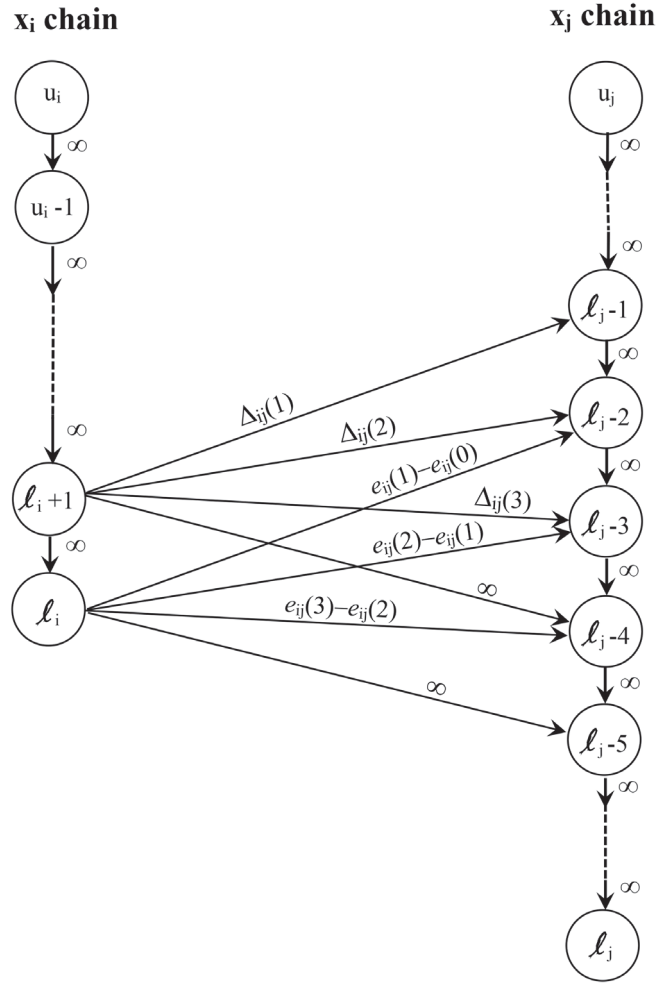 xᵢ chain
xⱼ chain
uᵢ
uⱼ
∞
∞
uᵢ -1
∞
∞
ℓⱼ-1
∞
∞
Δᵢⱼ(1)
Δᵢⱼ(2)
ℓⱼ-2
eᵢⱼ(1)–eᵢⱼ(0)
∞
ℓᵢ +1
Δᵢⱼ(3)
ℓⱼ-3
∞
eᵢⱼ(2)–eᵢⱼ(1)
∞
∞
ℓᵢ
eᵢⱼ(3)–eᵢⱼ(2)
ℓⱼ-4
∞
∞
ℓⱼ-5
∞
∞
ℓⱼ